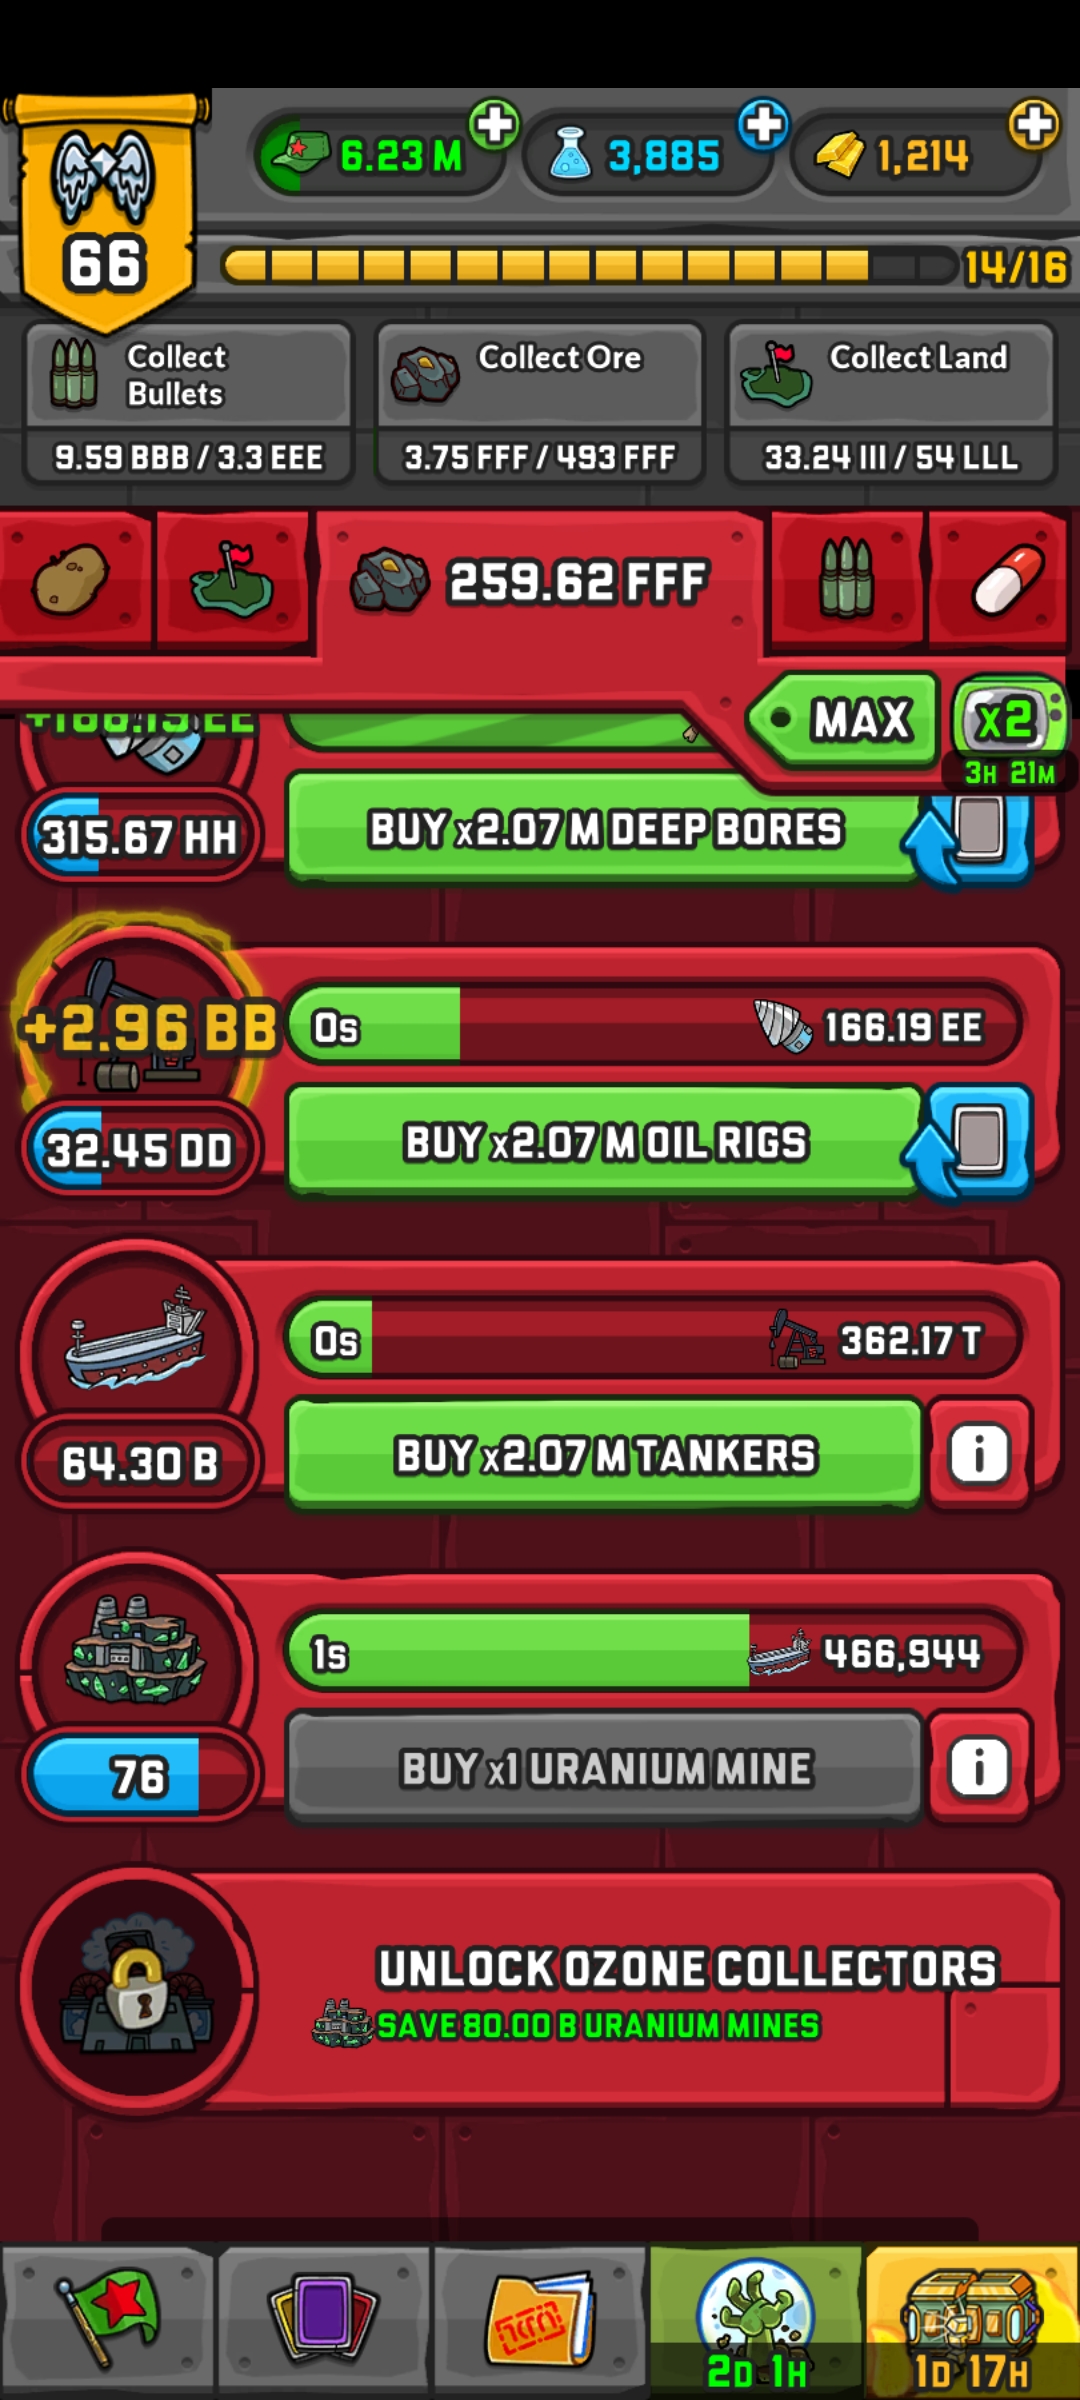 6.23 M
3,885
1,214
66
14/16
Collect
Bullets
Collect Ore
Collect Land
9.59 BBB / 3.3 EEE
3.75 FFF / 493 FFF
33.24 III / 54 LLL
259.62 FFF
MAX
x2
3H 21M
+166.19 EE
315.67 HH
BUY x2.07 M DEEP BORES
+2.96 BB
0s
166.19 EE
32.45 DD
BUY x2.07 M OIL RIGS
0s
362.17 T
64.30 B
BUY x2.07 M TANKERS
i
1s
466,944
76
BUY x1 URANIUM MINE
i
UNLOCK OZONE COLLECTORS
SAVE 80.00 B URANIUM MINES
2D 1H
1D 17H